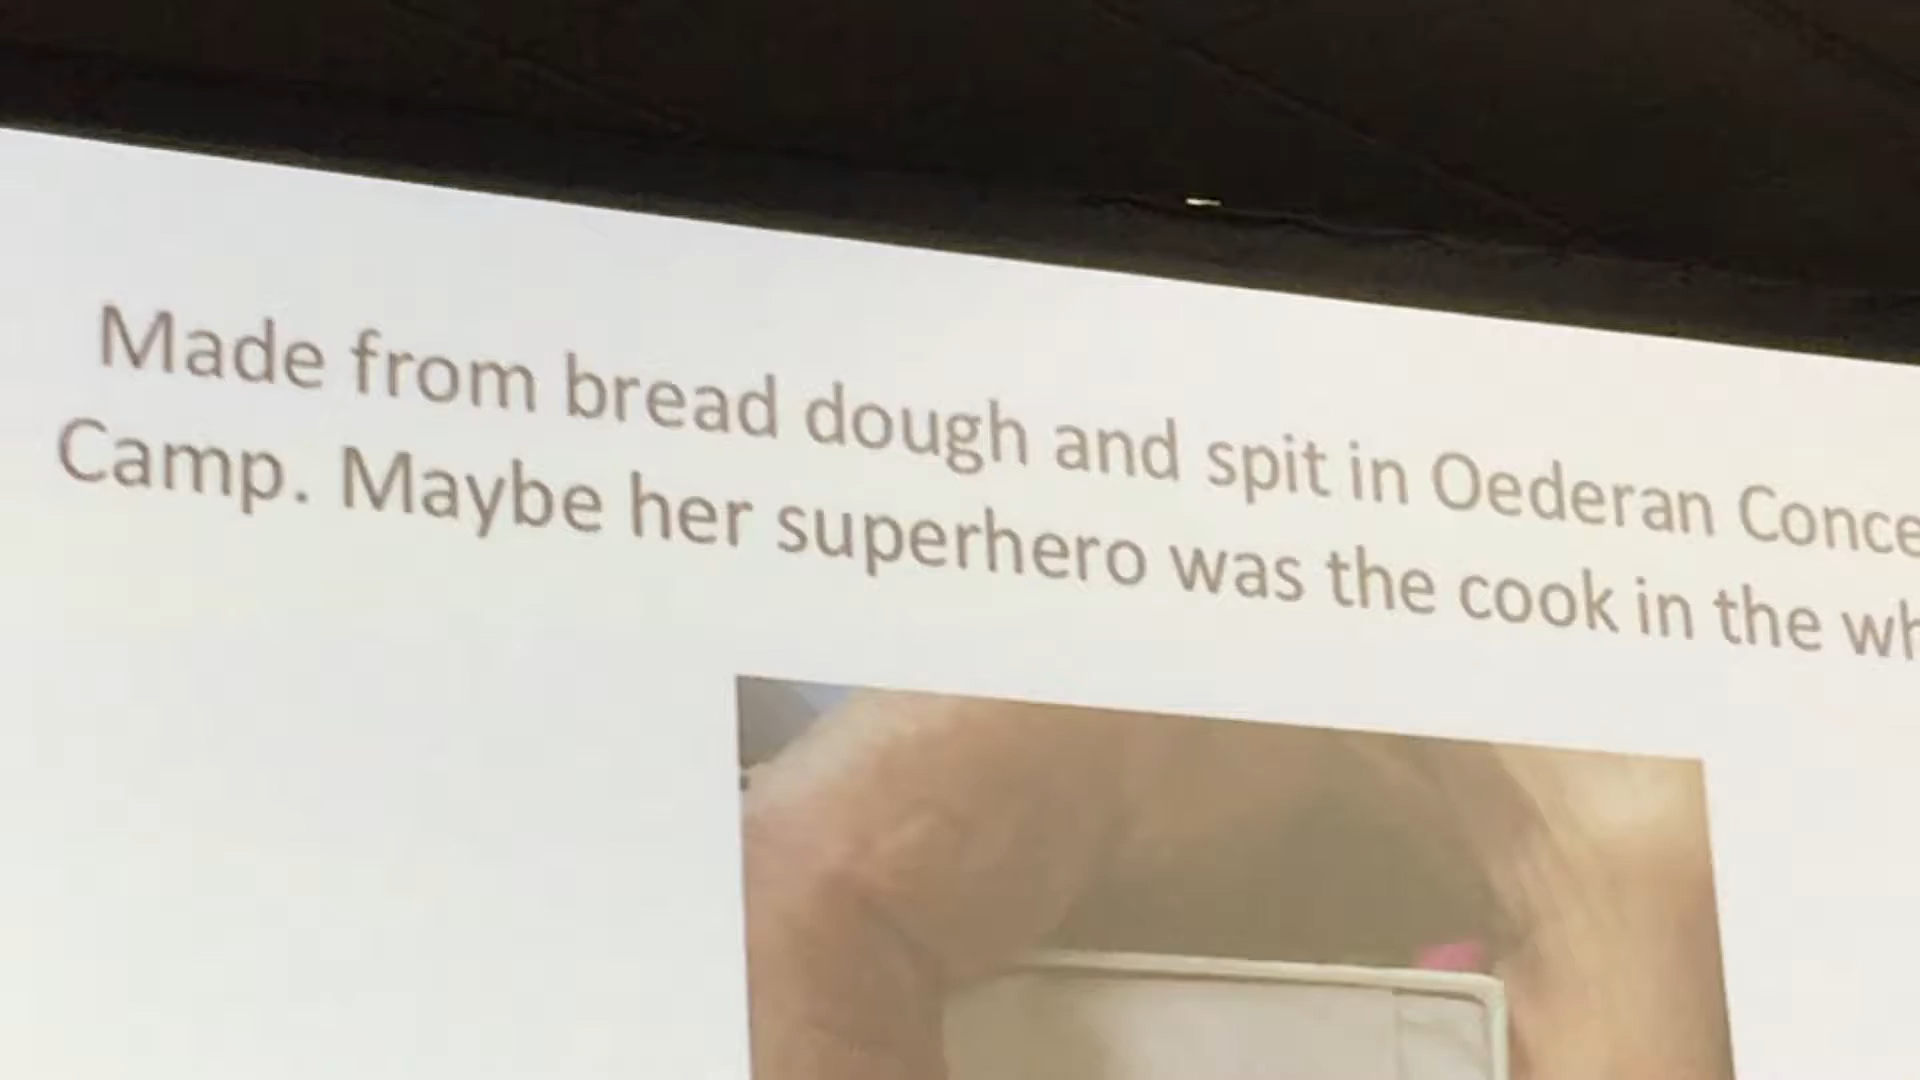 Made from bread dough and spit in Oederan Conce
Camp. Maybe her superhero was the cook in the wh